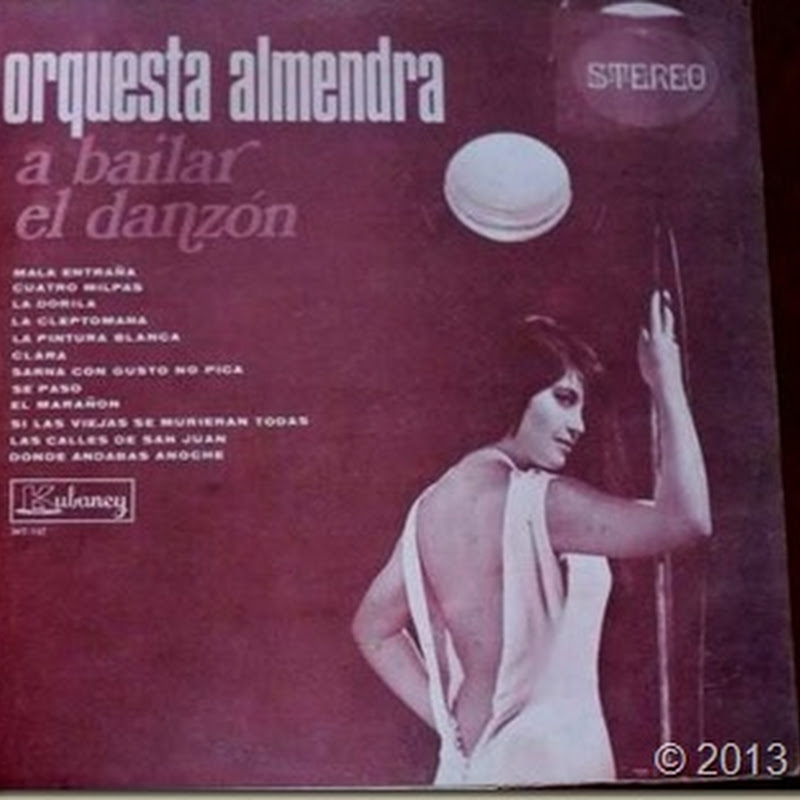 orquesta almendra
STEREO
a bailar
el danzón
MALA ENTRAÑA
CUATRO MILPAS
LA DORILA
LA CLEPTOMANA
LA PINTURA BLANCA
CLARA
SARNA CON GUSTO NO PICA
SE PASO
EL MARAÑON
SI LAS VIEJAS SE MURIERAN TODAS
LAS CALLES DE SAN JUAN
DONDE ANDABAS ANOCHE
Kubaney
© 2013